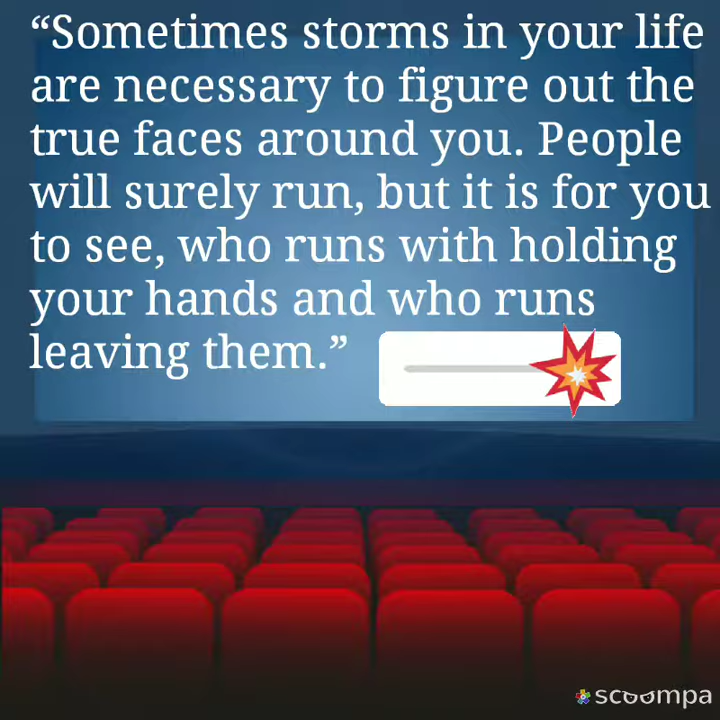 “Sometimes storms in your life
are necessary to figure out the
true faces around you. People
will surely run, but it is for you
to see, who runs with holding
your hands and who runs
leaving them.”
scoompa